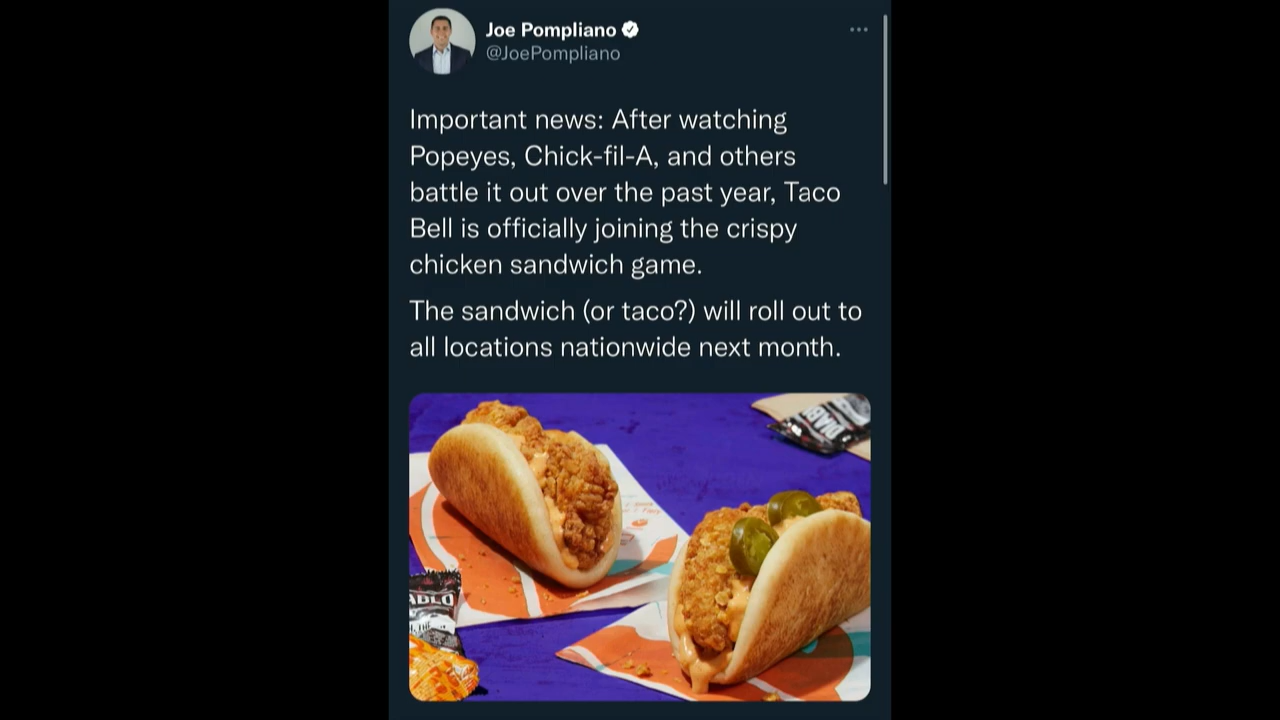 Joe Pompliano
@JoePompliano
Important news: After watching
Popeyes, Chick-fil-A, and others
battle it out over the past year, Taco
Bell is officially joining the crispy
chicken sandwich game.
The sandwich (or taco?) will roll out to
all locations nationwide next month.
DIABL
ABLO